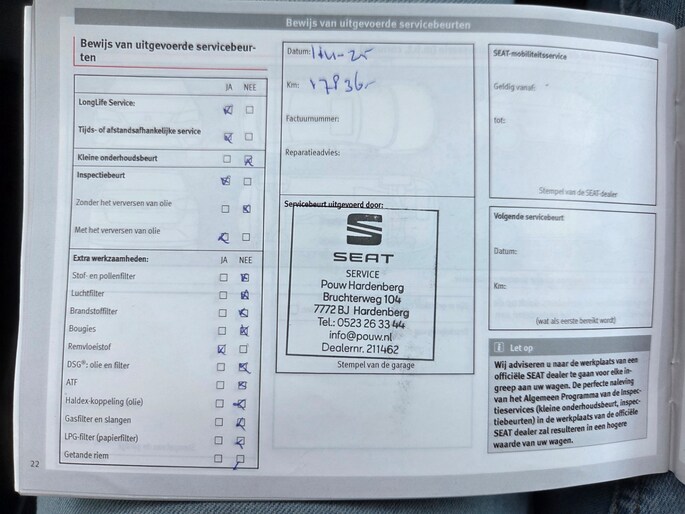 Bewijs van uitgevoerde servicebeurten
Bewijs van uitgevoerde servicebeur-
ten
JA NEE
LongLife Service:
Tijds- of afstandsafhankelijke service
Kleine onderhoudsbeurt
Inspectiebeurt
Zonder het verversen van olie
Met het verversen van olie
Extra werkzaamheden: JA NEE
Stof- en pollenfilter
Luchtfilter
Brandstoffilter
Bougies
Remvloeistof
DSG®: olie en filter
ATF
Haldex-koppeling (olie)
Gasfilter en slangen
LPG-filter (papierfilter)
Getande riem
22
Datum:
Km: 17836,-
Factuurnummer:
Reparatieadvies:
Servicebeurt uitgevoerd door:
SEAT
SERVICE
Pouw Hardenberg
Bruchterweg 104
7772 BJ Hardenberg
Tel.: 0523 26 33 44
info@pouw.nl
Dealernr. 211462
Stempel van de garage
SEAT-mobiliteitsservice
Geldig vanaf:
tot:
Stempel van de SEAT-dealer
Volgende servicebeurt
Datum:
Km:
(wat als eerste bereikt wordt)
Let op
Wij adviseren u naar de werkplaats van een
officiële SEAT dealer te gaan voor elke in-
greep aan uw wagen. De perfecte naleving
van het Algemeen Programma van de Inspec-
tieservices (kleine onderhoudsbeurt, inspec-
tiebeurten) in de werkplaats van de officiële
SEAT dealer zal resulteren in een hogere
waarde van uw wagen.